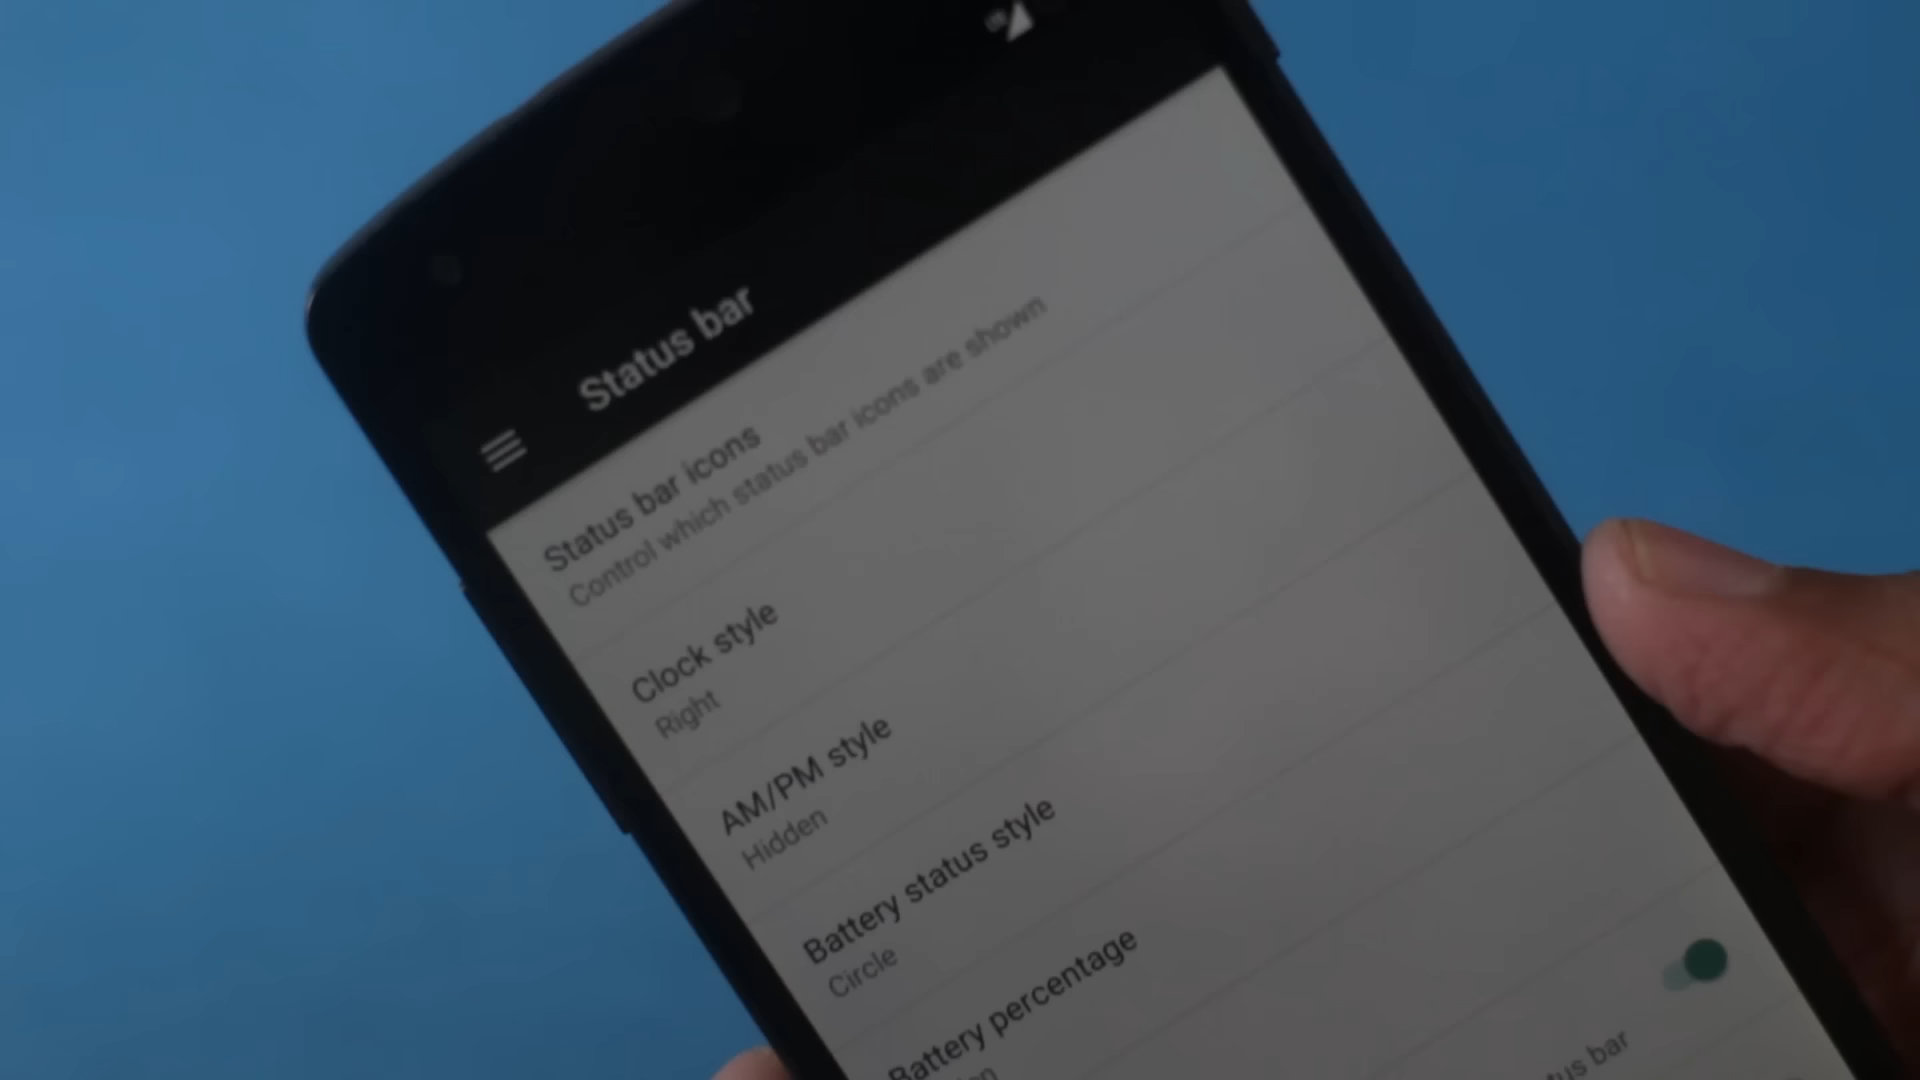 Status bar
Status bar icons
Control which status bar icons are shown
Clock style
Right
AM/PM style
Hidden
Battery status style
Circle
Battery percentage
bar